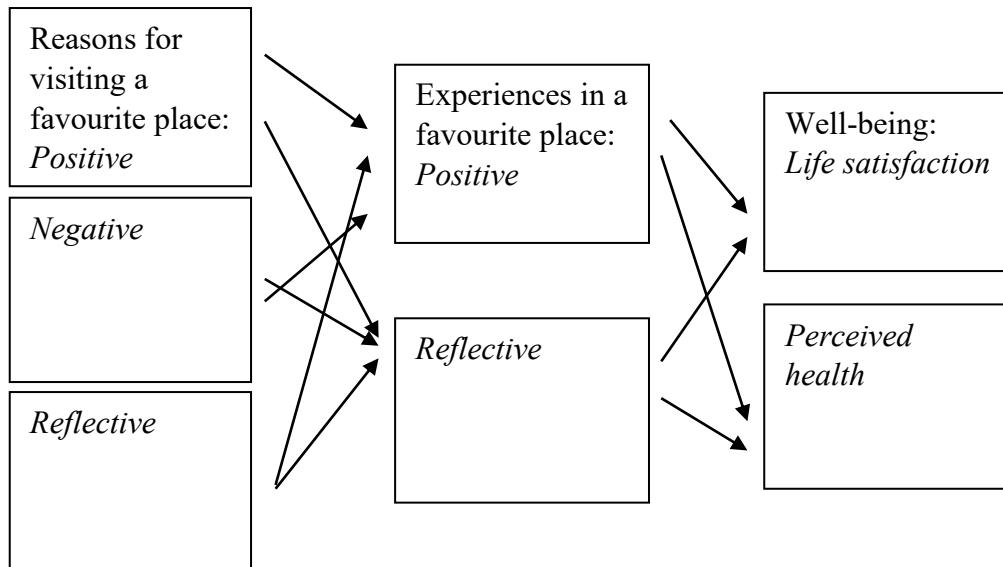 Reasons for
visiting a
favourite place:
Positive
Negative
Reflective
Experiences in a
favourite place:
Positive
Reflective
Well-being:
Life satisfaction
Perceived
health